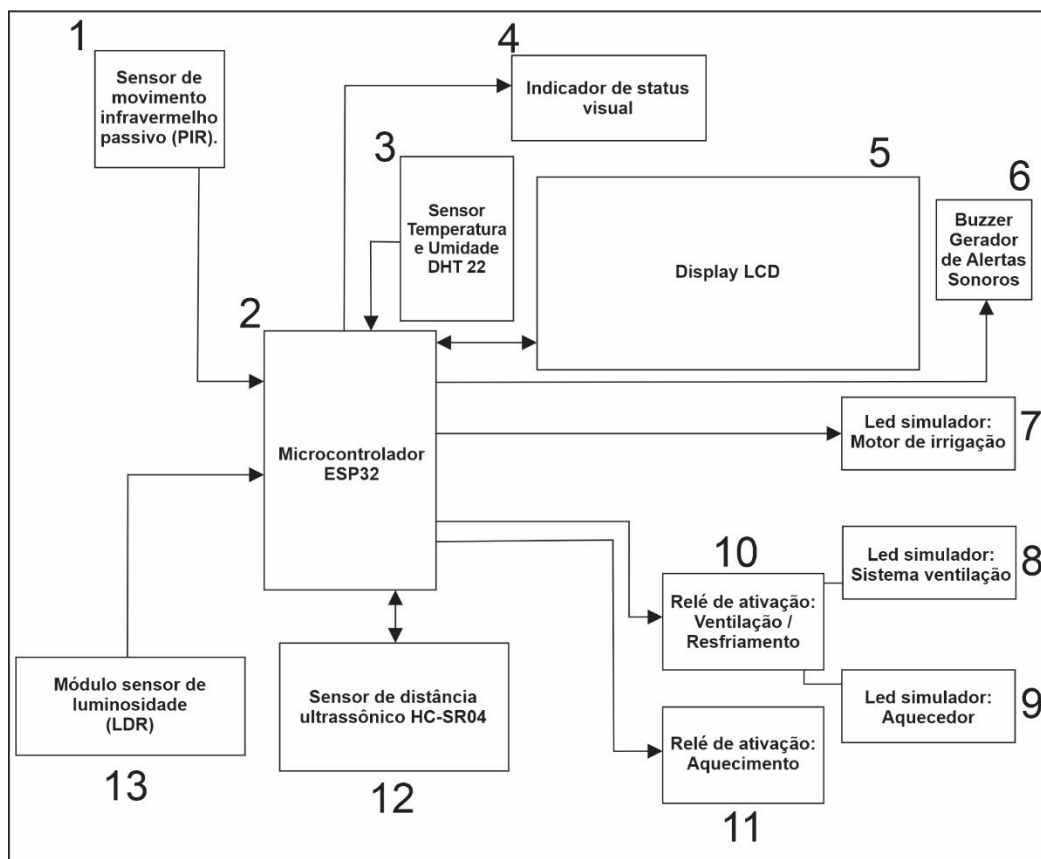 1
Sensor de
movimento
infravermelho
passivo (PIR).
4
Indicador de status
visual
3
Sensor
Temperatura
e Umidade
DHT 22
5
Display LCD
6
Buzzer
Gerador
de Alertas
Sonoros
2
Microcontrolador
ESP32
Led simulador:
Motor de irrigação
7
10
Relé de ativação:
Ventilação /
Resfriamento
Led simulador:
Sistema ventilação
8
Led simulador:
Aquecedor
9
Módulo sensor de
luminosidade
(LDR)
13
Sensor de distância
ultrassônico HC-SR04
12
Relé de ativação:
Aquecimento
11